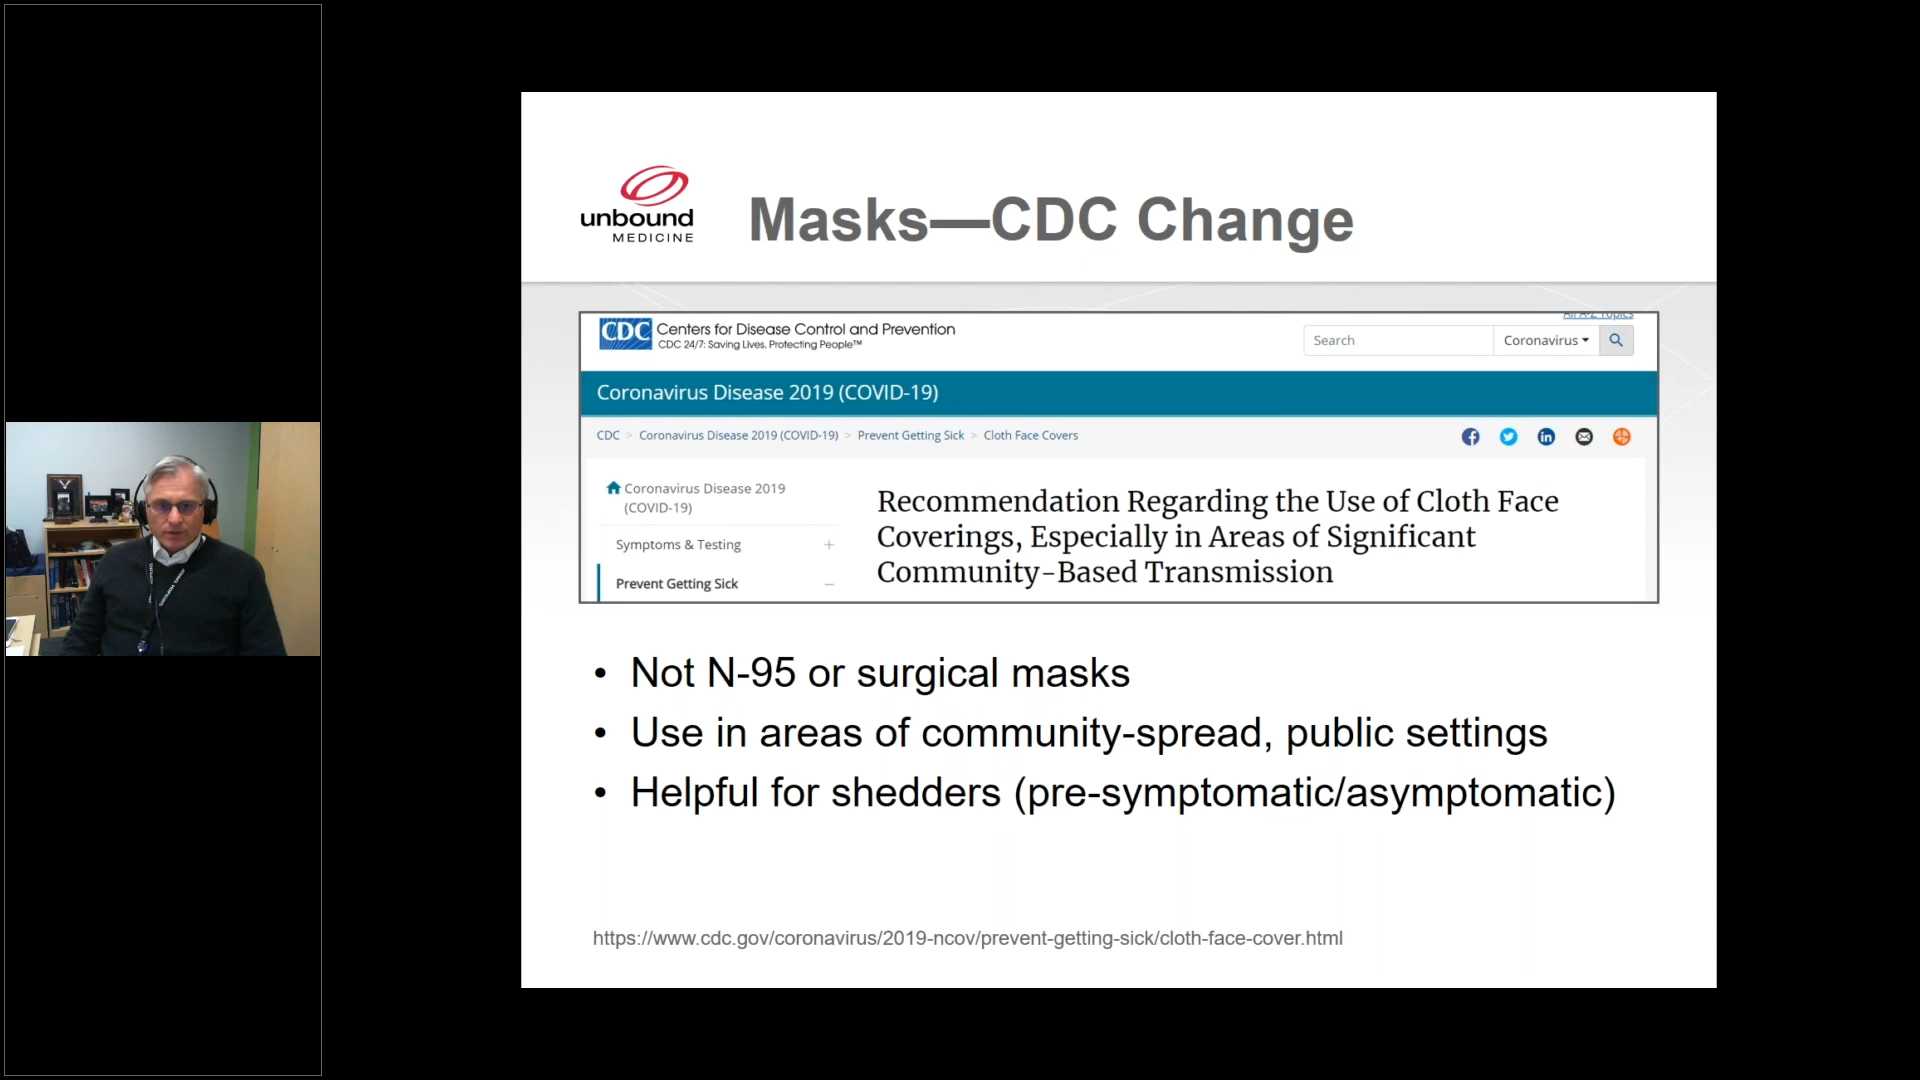 unbound
MEDICINE
Masks—CDC Change
CDC
Centers for Disease Control and Prevention
CDC 24/7: Saving Lives, Protecting People™
All A-Z Topics
Search
Coronavirus
Coronavirus Disease 2019 (COVID-19)
CDC > Coronavirus Disease 2019 (COVID-19) > Prevent Getting Sick > Cloth Face Covers
Coronavirus Disease 2019
(COVID-19)
Symptoms & Testing +
Prevent Getting Sick −
Recommendation Regarding the Use of Cloth Face
Coverings, Especially in Areas of Significant
Community-Based Transmission
• Not N-95 or surgical masks
• Use in areas of community-spread, public settings
• Helpful for shedders (pre-symptomatic/asymptomatic)
https://www.cdc.gov/coronavirus/2019-ncov/prevent-getting-sick/cloth-face-cover.html